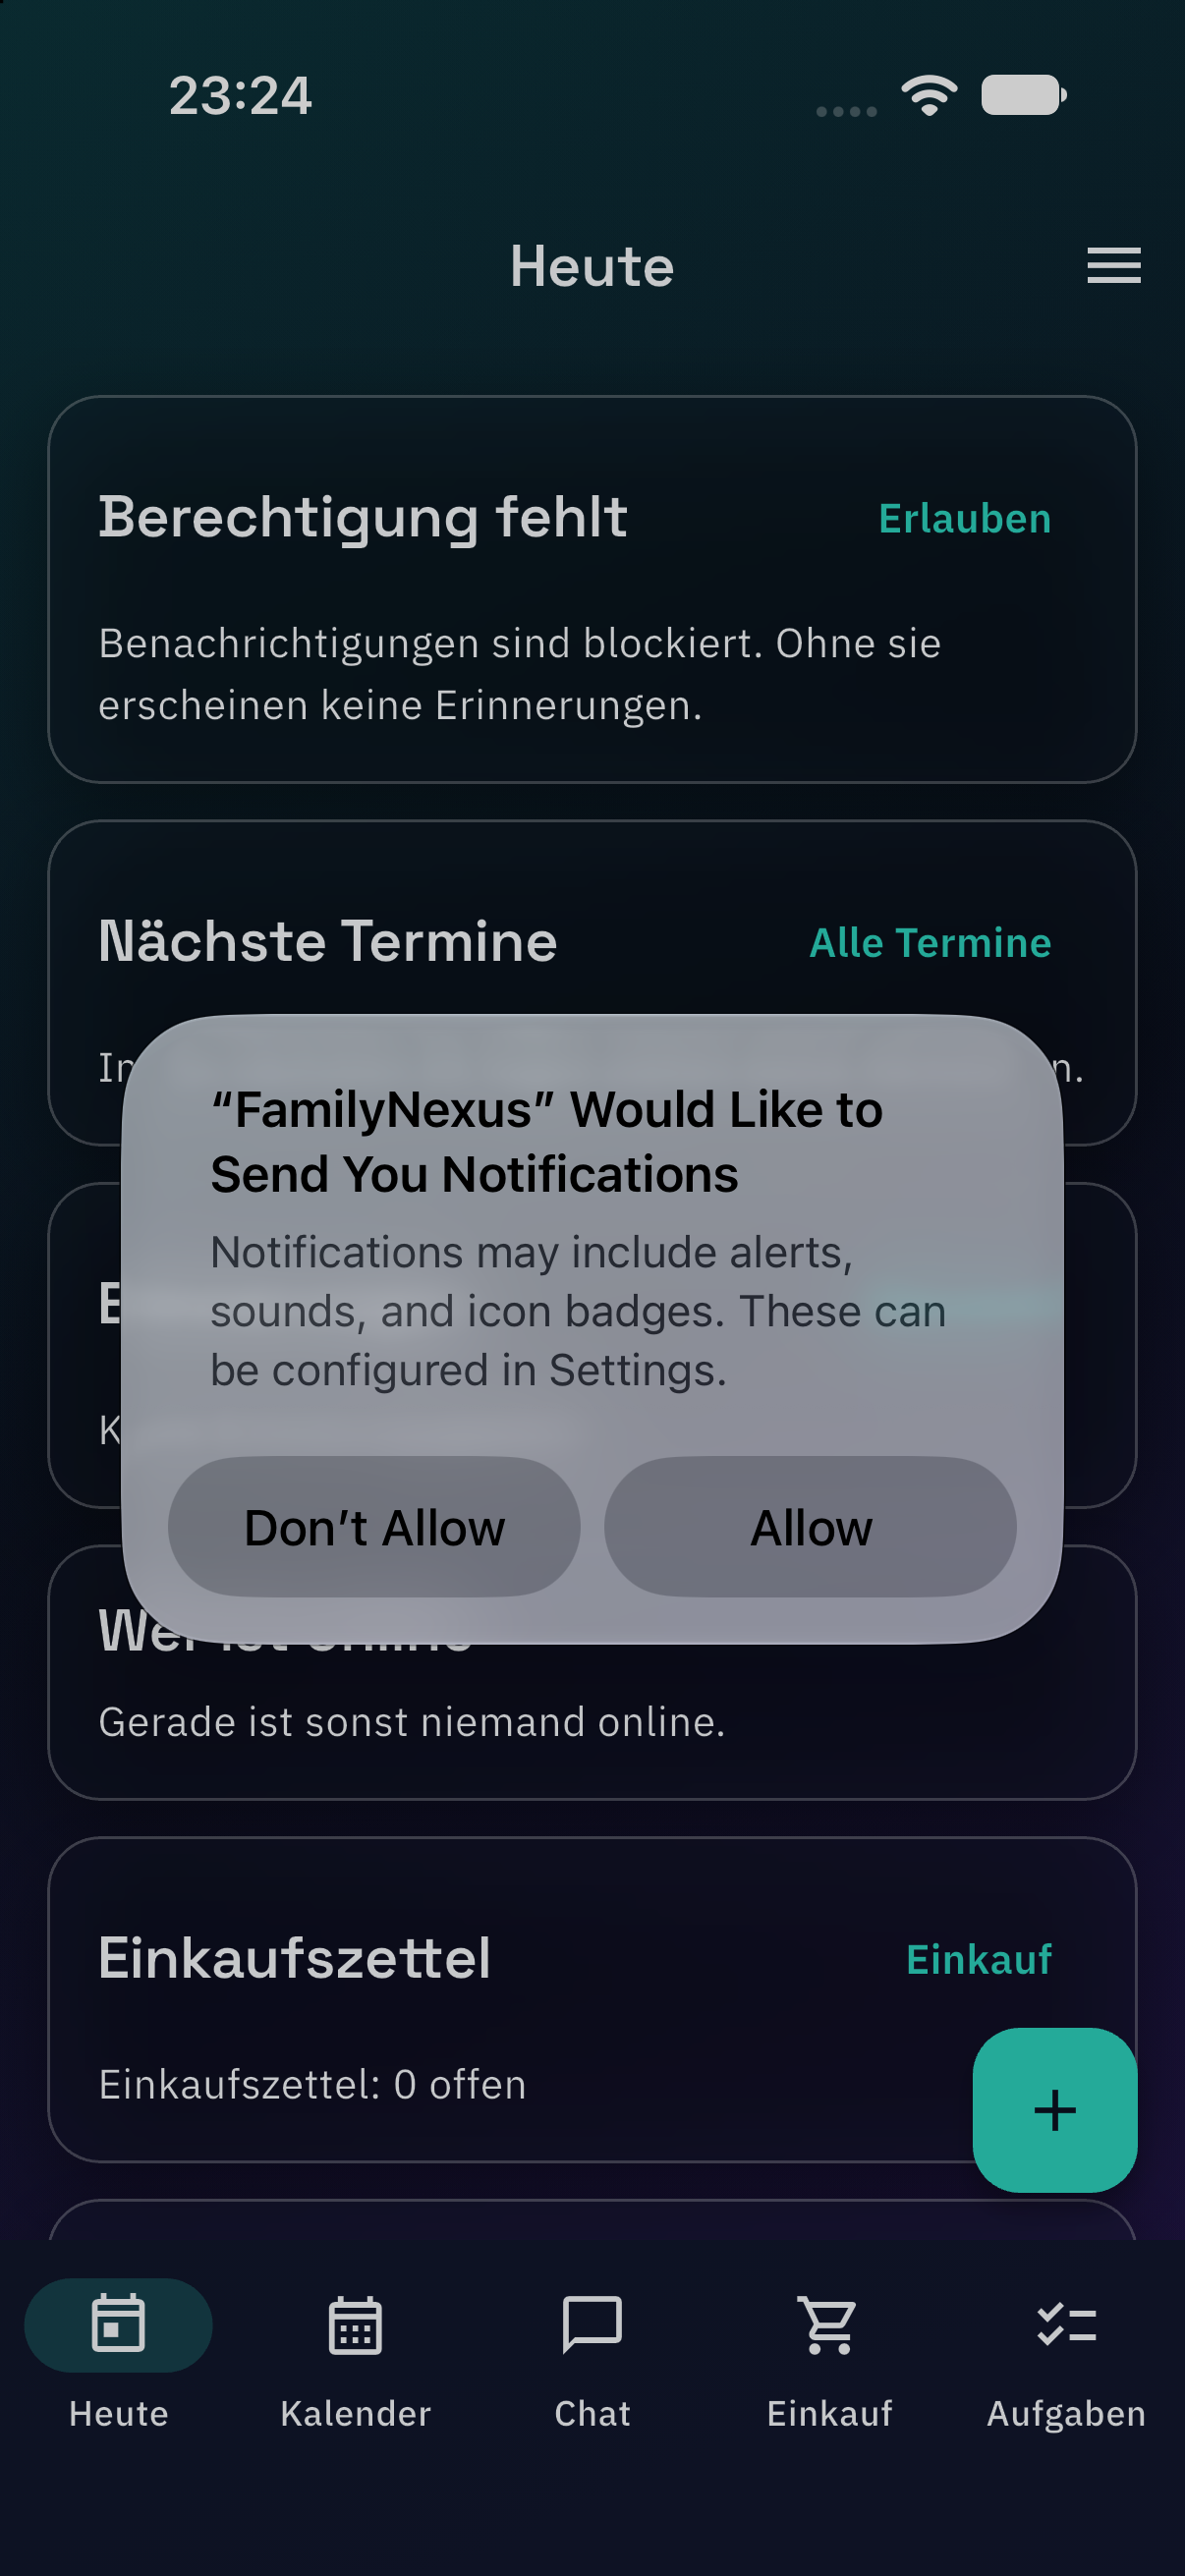 23:24
Heute
Berechtigung fehlt
Erlauben
Benachrichtigungen sind blockiert. Ohne sie
erscheinen keine Erinnerungen.
Nächste Termine
Alle Termine
“FamilyNexus” Would Like to
Send You Notifications
Notifications may include alerts,
sounds, and icon badges. These can
be configured in Settings.
Don’t Allow
Allow
Wer ist online
Gerade ist sonst niemand online.
Einkaufszettel
Einkauf
Einkaufszettel: 0 offen
+
Heute
Kalender
Chat
Einkauf
Aufgaben